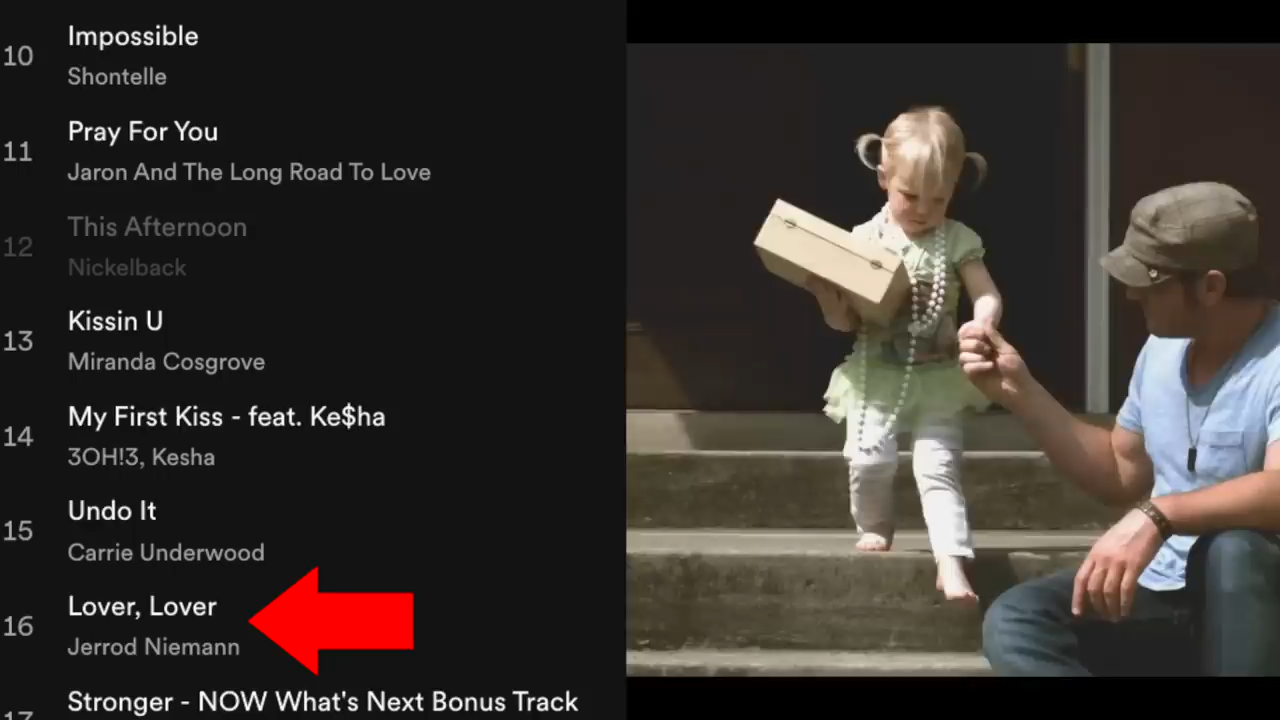 10
Impossible
Shontelle
11
Pray For You
Jaron And The Long Road To Love
12
This Afternoon
Nickelback
13
Kissin U
Miranda Cosgrove
14
My First Kiss - feat. Ke$ha
3OH!3, Kesha
15
Undo It
Carrie Underwood
16
Lover, Lover
Jerrod Niemann
17
Stronger - NOW What's Next Bonus Track